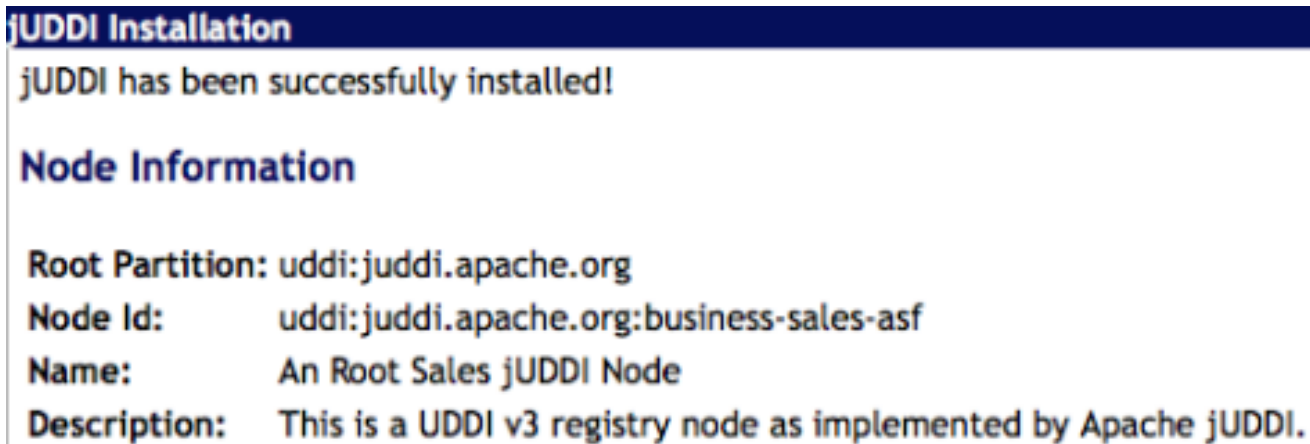 jUDDI Installation
jUDDI has been successfully installed!
Node Information
Root Partition: uddi:juddi.apache.org
Node Id: uddi:juddi.apache.org:business-sales-asf
Name: An Root Sales jUDDI Node
Description: This is a UDDI v3 registry node as implemented by Apache jUDDI.